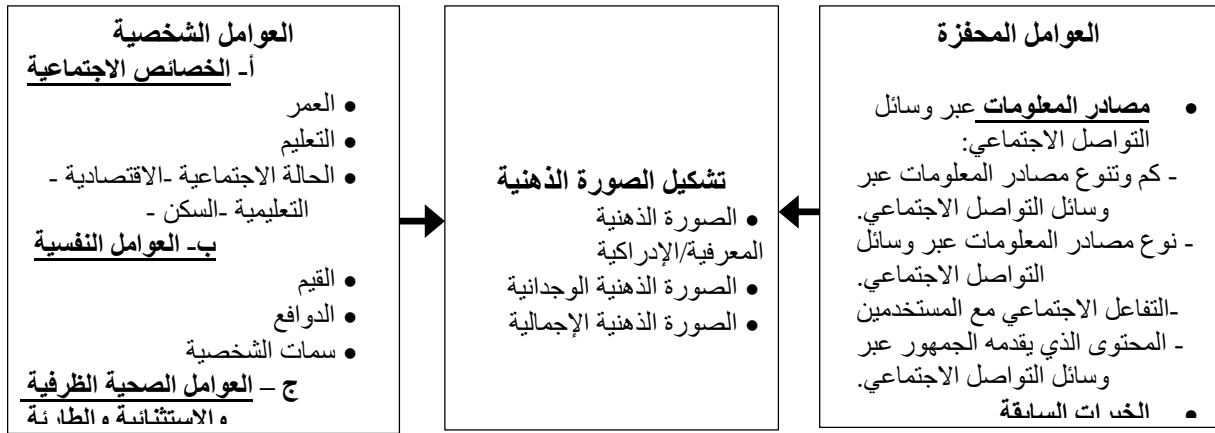 العوامل المحفزة
• مصادر المعلومات عبر وسائل
التواصل الاجتماعي:
- كم وتنوع مصادر المعلومات عبر
وسائل التواصل الاجتماعي.
- نوع مصادر المعلومات عبر وسائل
التواصل الاجتماعي.
-التفاعل الاجتماعي مع المستخدمين
- المحتوى الذي يقدمه الجمهور عبر
وسائل التواصل الاجتماعي.
• الخبرات السابقة
تشكيل الصورة الذهنية
• الصورة الذهنية
المعرفية/الإدراكية
• الصورة الذهنية الوجدانية
• الصورة الذهنية الإجمالية
العوامل الشخصية
أ- الخصائص الاجتماعية
• العمر
• التعليم
• الحالة الاجتماعية -الاقتصادية -
التعليمية -السكن -
ب- العوامل النفسية
• القيم
• الدوافع
• سمات الشخصية
ج – العوامل الصحية الظرفية
والاستثنائية والطارئة